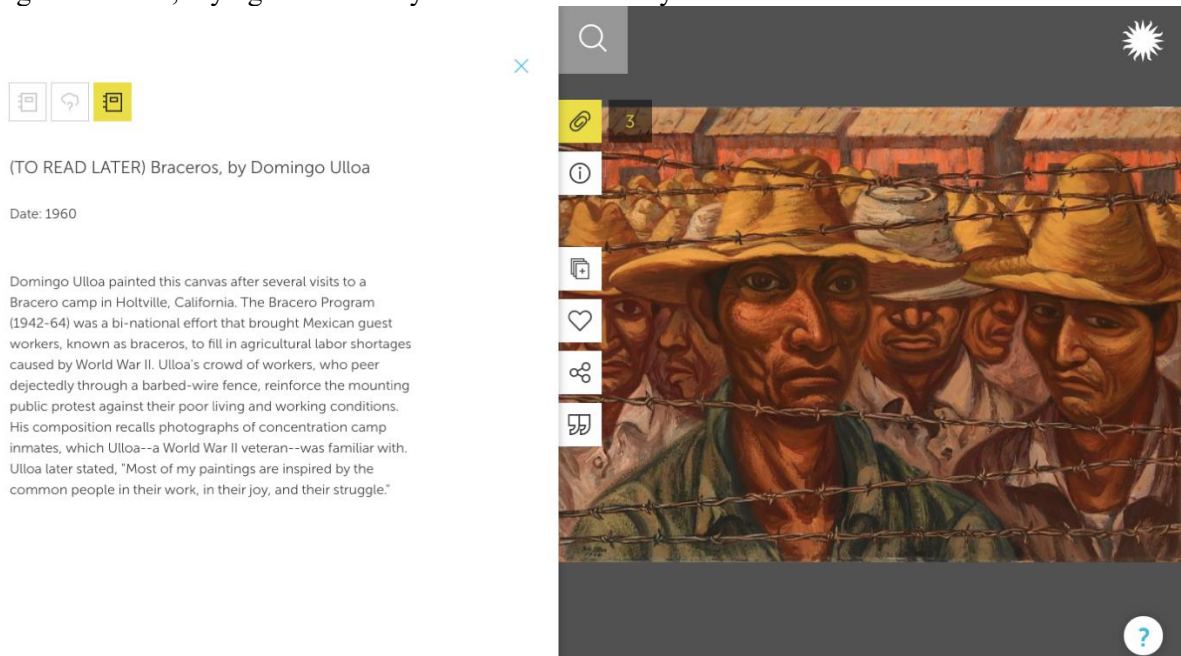 (TO READ LATER) Braceros, by Domingo Ulloa
Date: 1960
Domingo Ulloa painted this canvas after several visits to a
Bracero camp in Holtville, California. The Bracero Program
(1942-64) was a bi-national effort that brought Mexican guest
workers, known as braceros, to fill in agricultural labor shortages
caused by World War II. Ulloa's crowd of workers, who peer
dejectedly through a barbed-wire fence, reinforce the mounting
public protest against their poor living and working conditions.
His composition recalls photographs of concentration camp
inmates, which Ulloa--a World War II veteran--was familiar with.
Ulloa later stated, "Most of my paintings are inspired by the
common people in their work, in their joy, and their struggle."
3
?